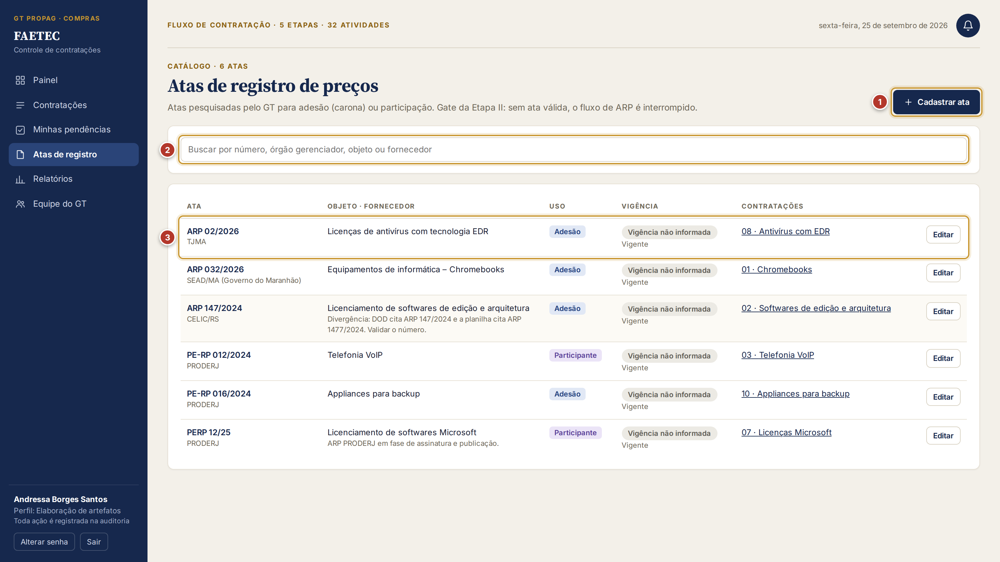 GT PROPAG · COMPRAS
FAETEC
Controle de contratações
Painel
Contratações
Minhas pendências
Atas de registro
Relatórios
Equipe do GT
Andressa Borges Santos
Perfil: Elaboração de artefatos
Toda ação é registrada na auditoria
Alterar senha
Sair
FLUXO DE CONTRATAÇÃO · 5 ETAPAS · 32 ATIVIDADES
sexta-feira, 25 de setembro de 2026
CATÁLOGO · 6 ATAS
Atas de registro de preços
Atas pesquisadas pelo GT para adesão (carona) ou participação. Gate da Etapa II: sem ata válida, o fluxo de ARP é interrompido.
1
+ Cadastrar ata
2
Buscar por número, órgão gerenciador, objeto ou fornecedor
ATA OBJETO · FORNECEDOR USO VIGÊNCIA CONTRATAÇÕES
3
ARP 02/2026 Licenças de antivírus com tecnologia EDR Adesão Vigência não informada 08 · Antivírus com EDR Editar
TJMA Vigente
ARP 032/2026 Equipamentos de informática – Chromebooks Adesão Vigência não informada 01 · Chromebooks Editar
SEAD/MA (Governo do Maranhão) Vigente
ARP 147/2024 Licenciamento de softwares de edição e arquitetura Adesão Vigência não informada 02 · Softwares de edição e arquitetura Editar
CELIC/RS Divergência: DOD cita ARP 147/2024 e a planilha cita ARP Vigente
1477/2024. Validar o número.
PE-RP 012/2024 Telefonia VoIP Participante Vigência não informada 03 · Telefonia VoIP Editar
PRODERJ Vigente
PE-RP 016/2024 Appliances para backup Adesão Vigência não informada 10 · Appliances para backup Editar
PRODERJ Vigente
PERP 12/25 Licenciamento de softwares Microsoft Participante Vigência não informada 07 · Licenças Microsoft Editar
PRODERJ ARP PRODERJ em fase de assinatura e publicação. Vigente